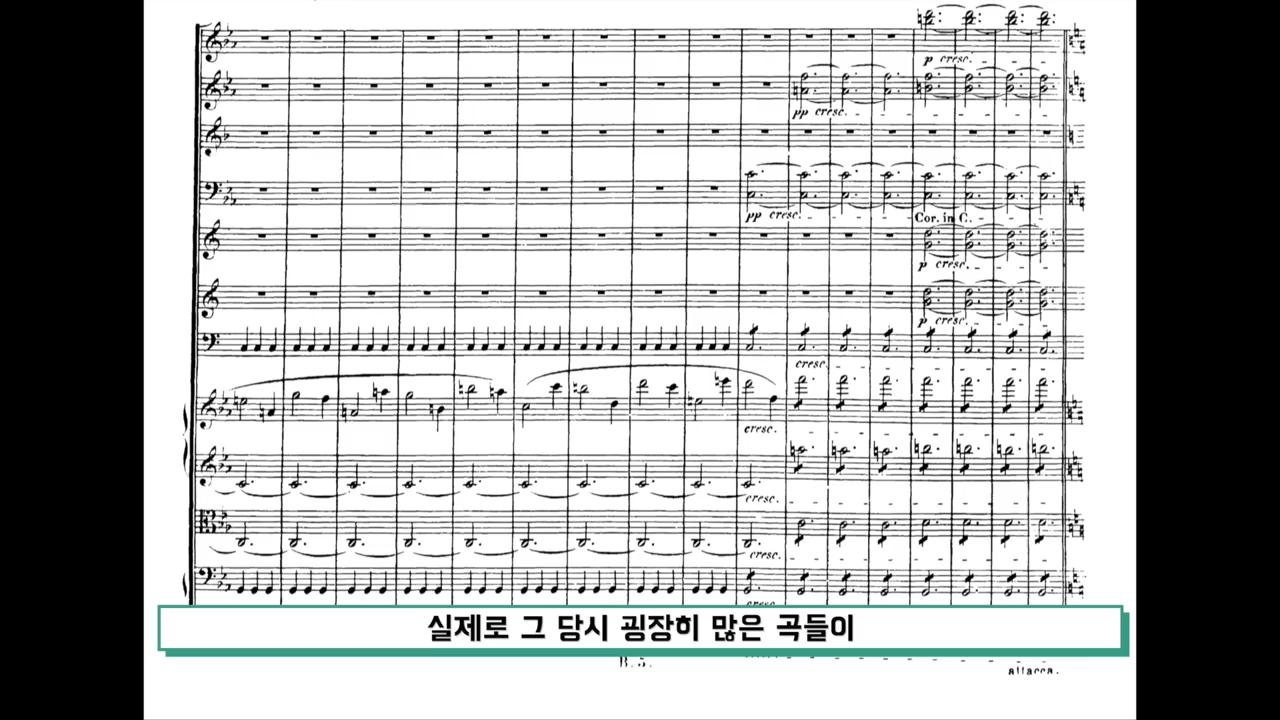 p cresc.
pp cresc.
pp cresc.
Cor. in C.
p cresc.
p cresc.
cresc.
cresc.
cresc.
cresc.
cresc.
실제로 그 당시 굉장히 많은 곡들이
B. 5.
attacca.